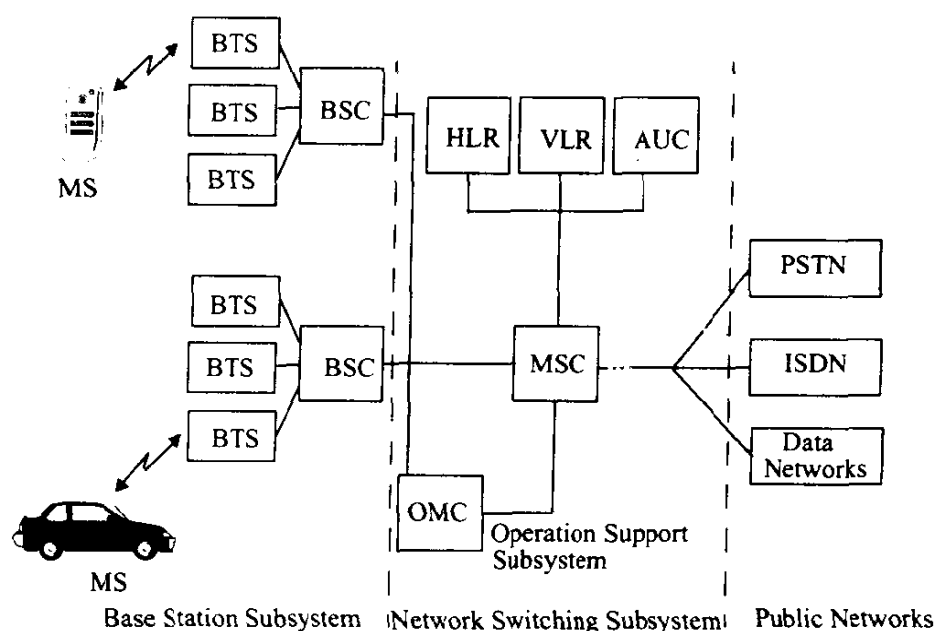 BTS
BTS
BTS
BSC
MS
HLR
VLR
AUC
BTS
BTS
BTS
BSC
MSC
PSTN
ISDN
Data
Networks
OMC
Operation Support
Subsystem
MS
Base Station Subsystem
Network Switching Subsystem
Public Networks